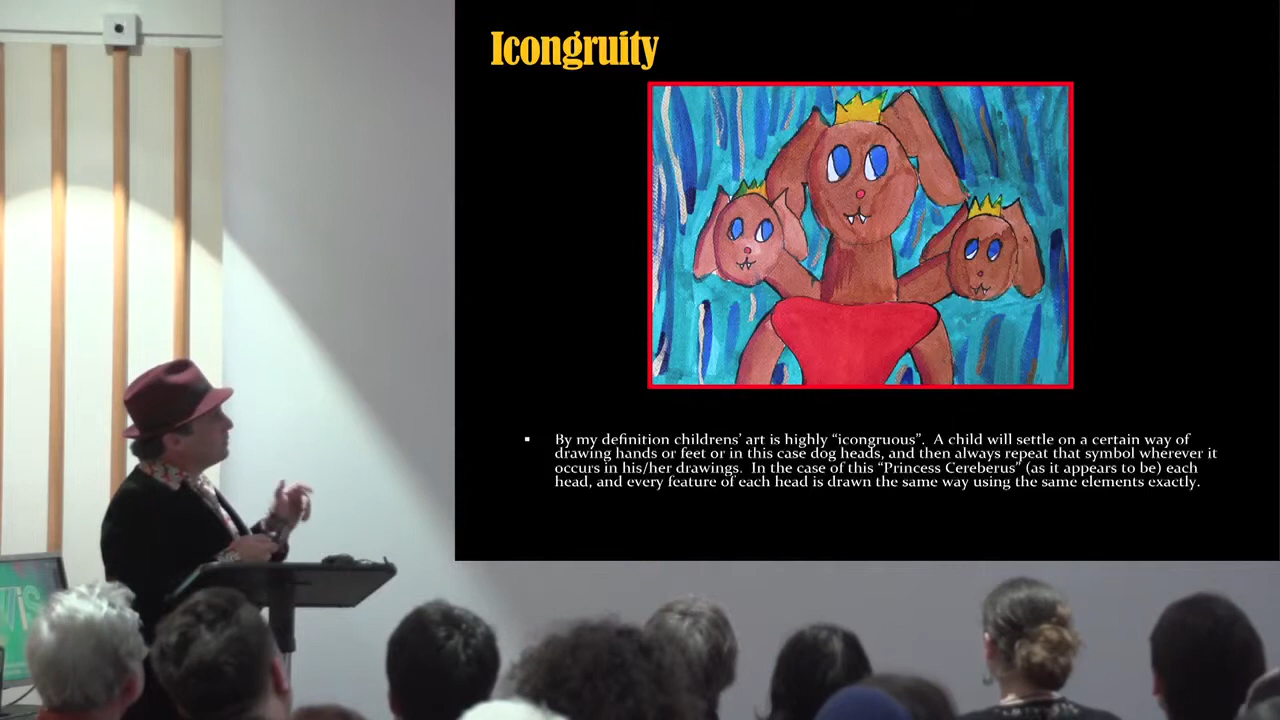 Icongruity
By my definition childrens' art is highly “icongruous”.  A child will settle on a certain way of
drawing hands or feet or in this case dog heads, and then always repeat that symbol wherever it
occurs in his/her drawings.  In the case of this “Princess Cereberus” (as it appears to be) each
head, and every feature of each head is drawn the same way using the same elements exactly.